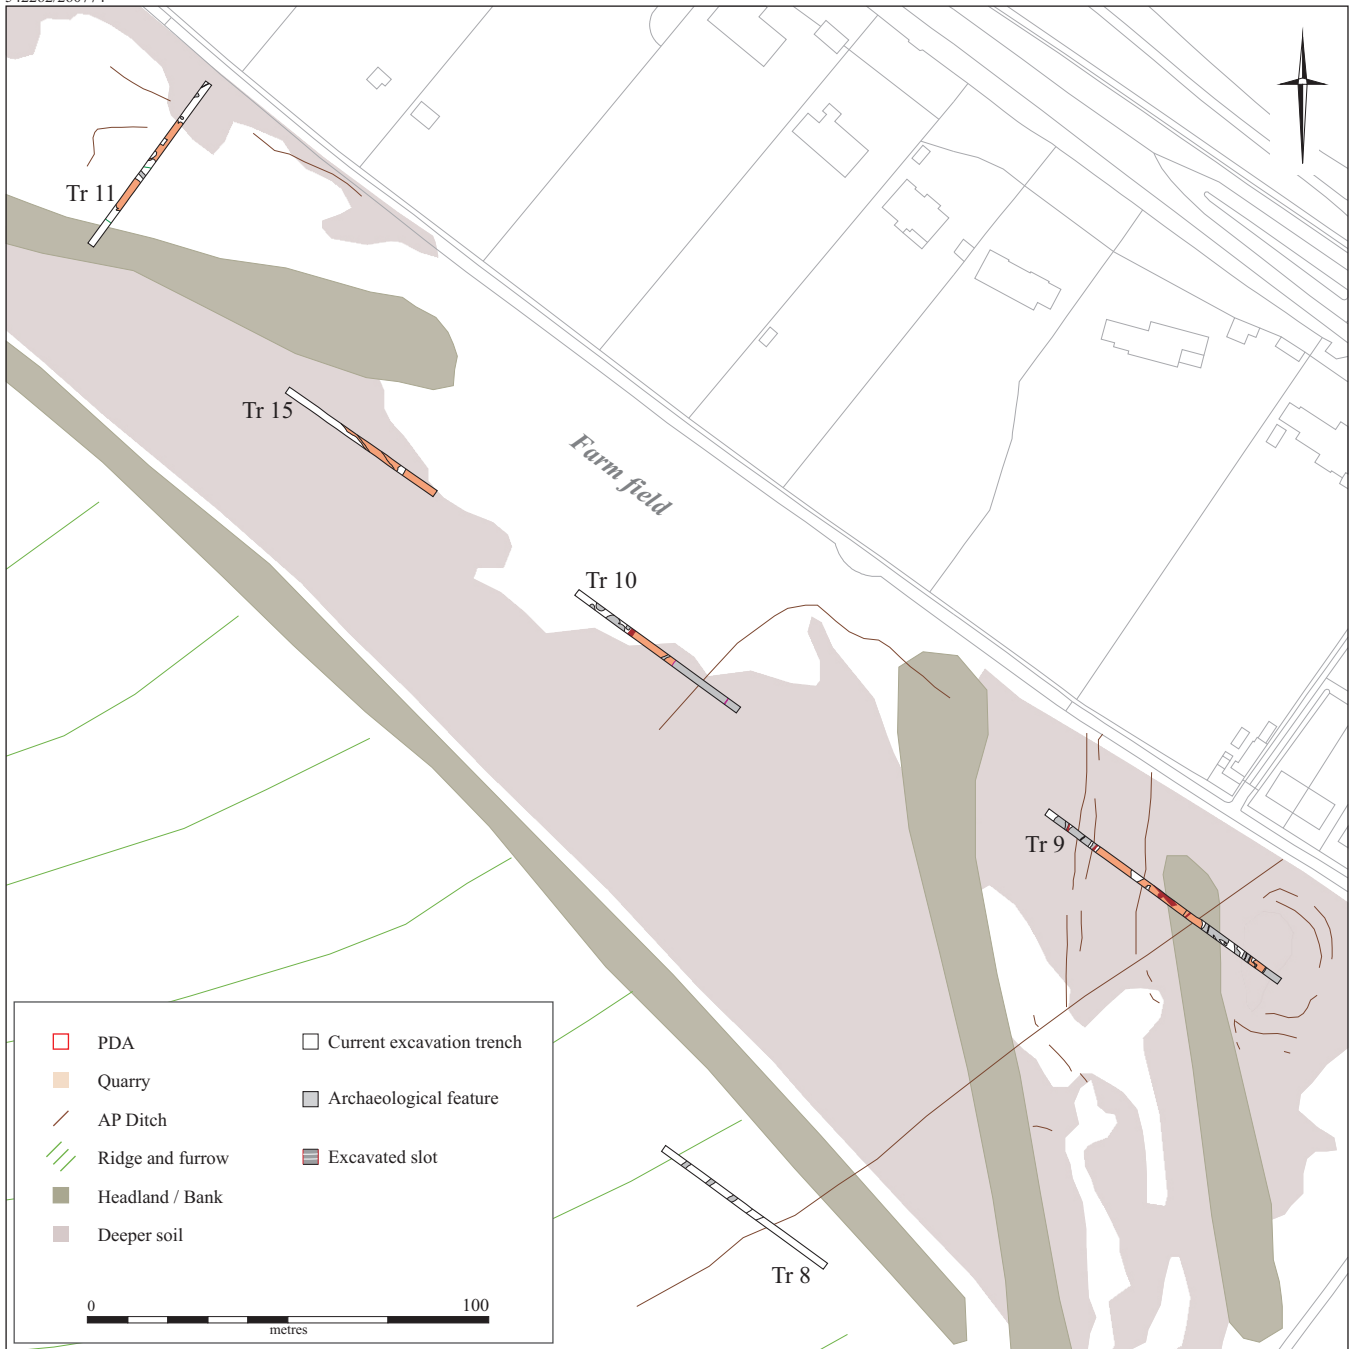 Tr 11
Tr 15
Farm field
Tr 10
Tr 9
PDA
Current excavation trench
Quarry
Archaeological feature
AP Ditch
Ridge and furrow
Excavated slot
Headland / Bank
Deeper soil
0 100
metres
Tr 8